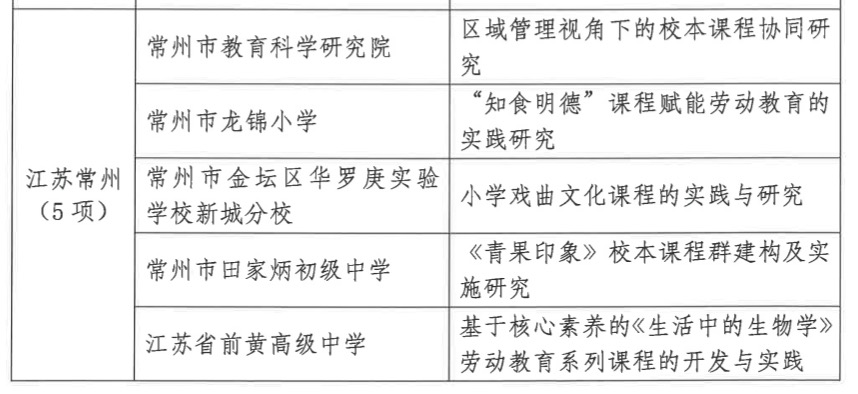 常州市教育科学研究院
区域管理视角下的校本课程协同研
究
常州市龙锦小学
“知食明德”课程赋能劳动教育的
实践研究
江苏常州
（5 项）
常州市金坛区华罗庚实验
学校新城分校
小学戏曲文化课程的实践与研究
常州市田家炳初级中学
《青果印象》校本课程群建构及实
施研究
江苏省前黄高级中学
基于核心素养的《生活中的生物学》
劳动教育系列课程的开发与实践